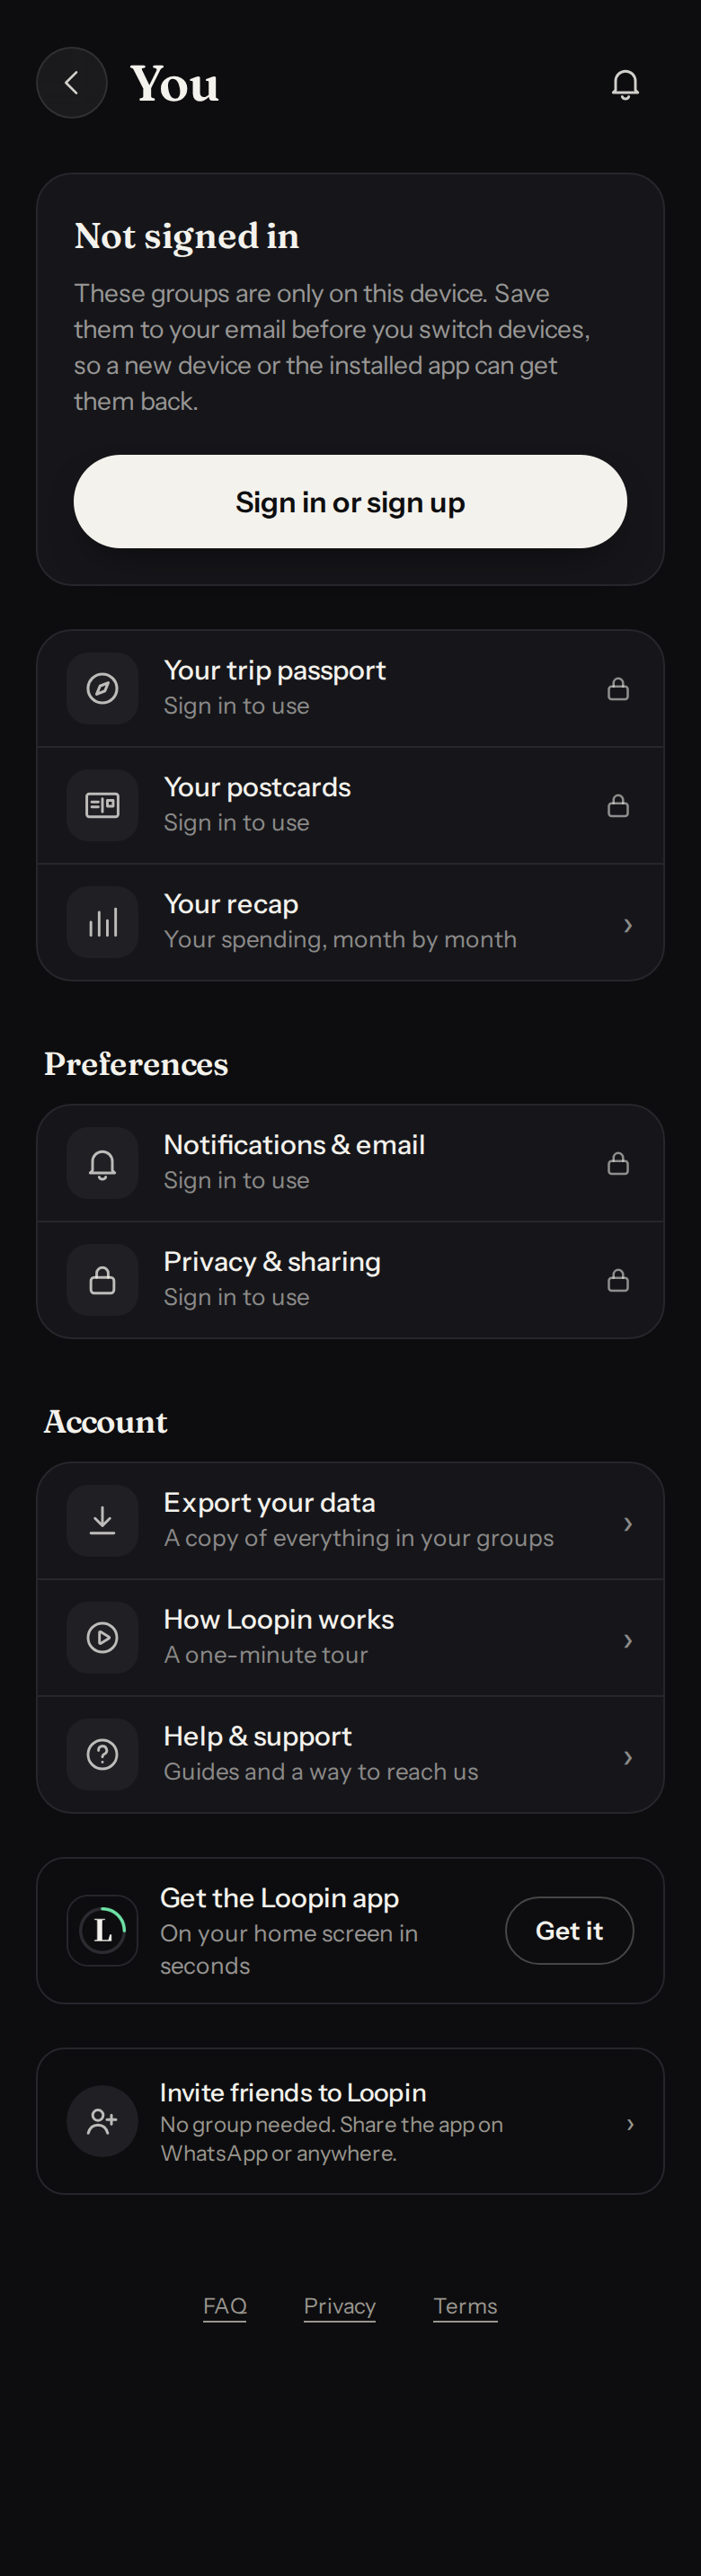 You
Not signed in
These groups are only on this device. Save
them to your email before you switch devices,
so a new device or the installed app can get
them back.
Sign in or sign up
Your trip passport
Sign in to use
Your postcards
Sign in to use
Your recap
Your spending, month by month
Preferences
Notifications & email
Sign in to use
Privacy & sharing
Sign in to use
Account
Export your data
A copy of everything in your groups
How Loopin works
A one-minute tour
Help & support
Guides and a way to reach us
L
Get the Loopin app
On your home screen in
seconds
Get it
Invite friends to Loopin
No group needed. Share the app on
WhatsApp or anywhere.
FAQ Privacy Terms